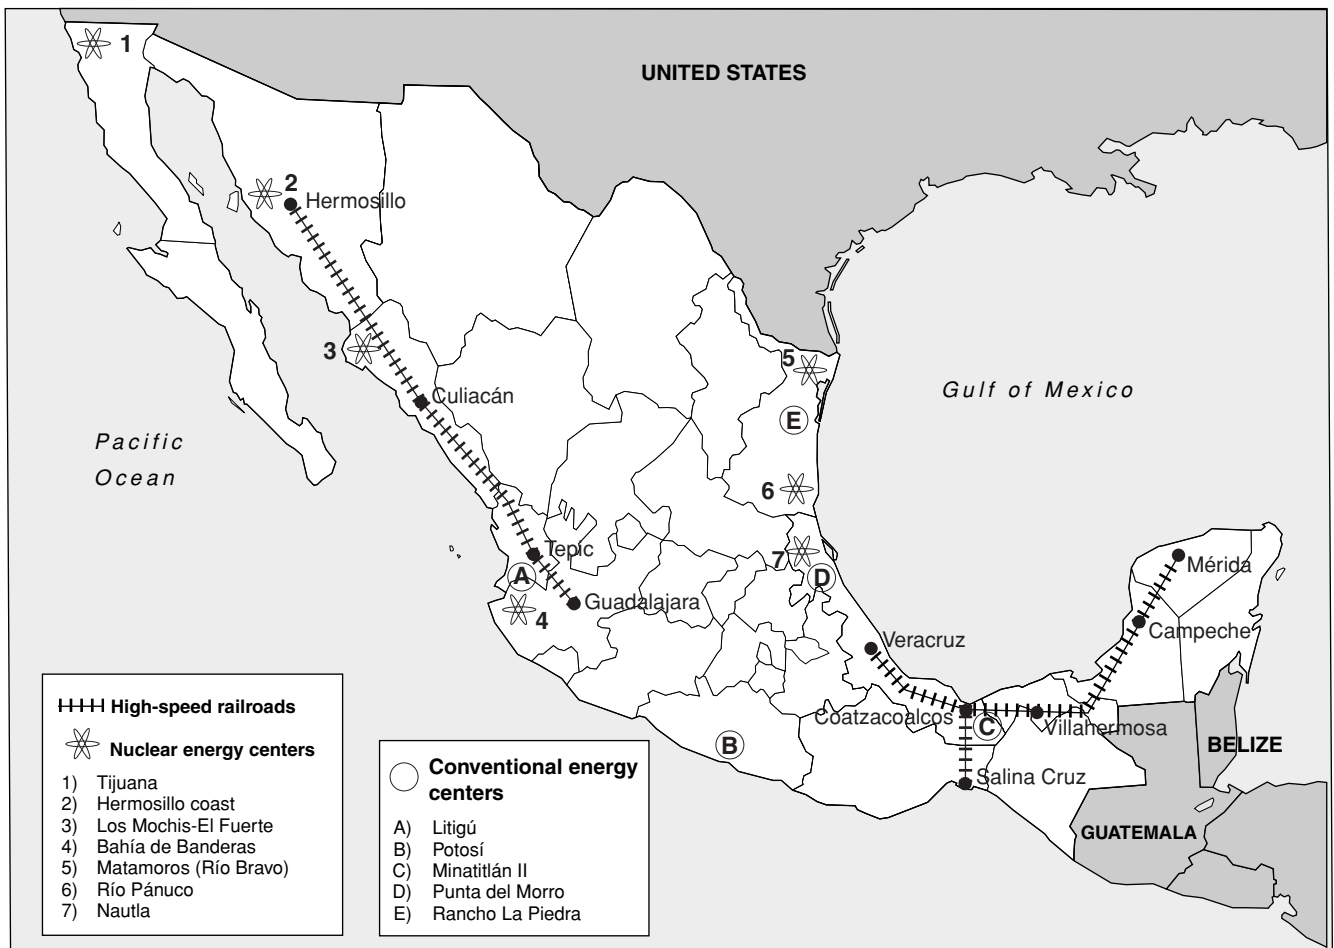 UNITED STATES
1
2
Hermosillo
3
Culiacán
5
E
Gulf of Mexico
Pacific
Ocean
6
7
D
Tepic
A
Guadalajara
4
Mérida
Campeche
Veracruz
Coatzacoalcos
C
Villahermosa
B
Salina Cruz
BELIZE
GUATEMALA
High-speed railroads
Nuclear energy centers
1) Tijuana
2) Hermosillo coast
3) Los Mochis-El Fuerte
4) Bahía de Banderas
5) Matamoros (Río Bravo)
6) Río Pánuco
7) Nautla
Conventional energy
centers
A) Litigú
B) Potosí
C) Minatitlán II
D) Punta del Morro
E) Rancho La Piedra